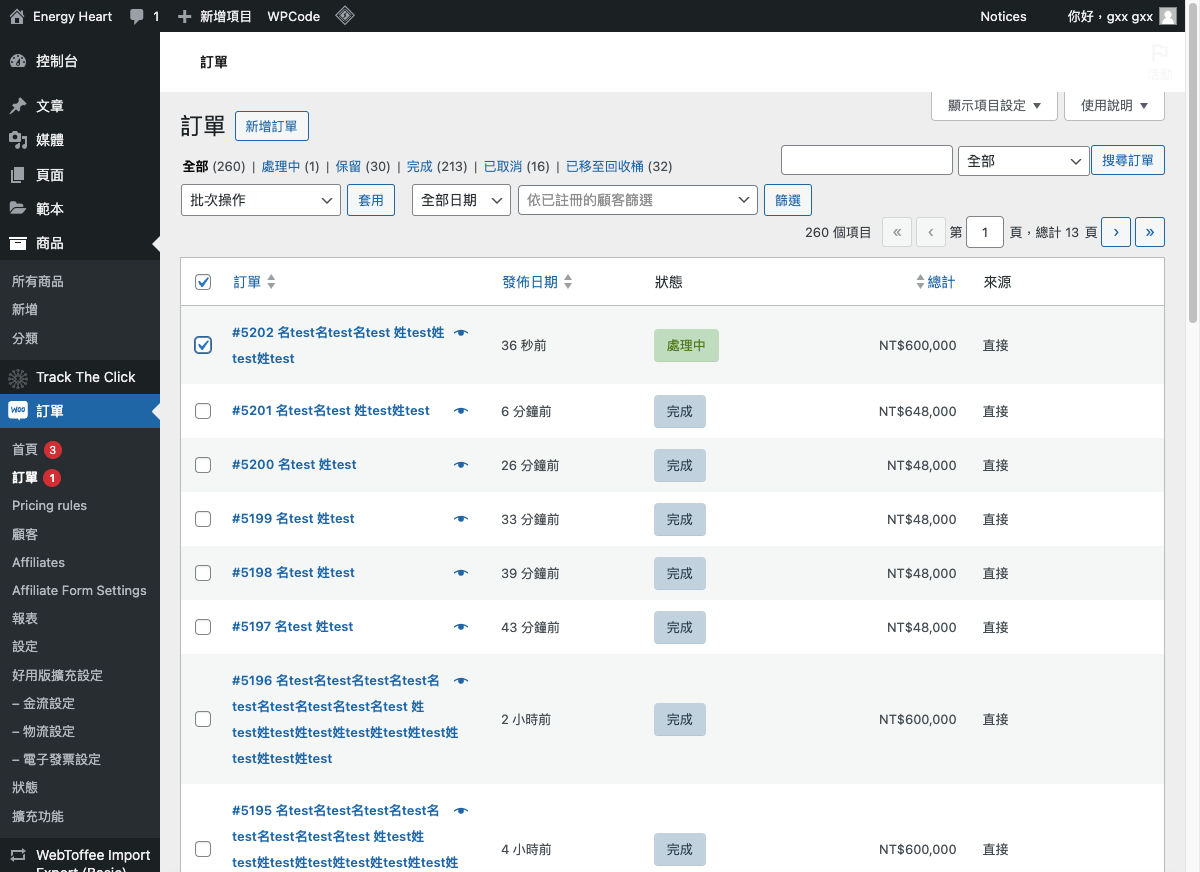 Energy Heart 1 新增項目 WPCode Notices 你好，gxx gxx
控制台
文章
媒體
頁面
範本
商品
所有商品
新增
分類
Track The Click
woo 訂單
首頁 3
訂單 1
Pricing rules
顧客
Affiliates
Affiliate Form Settings
報表
設定
好用版擴充設定
– 金流設定
– 物流設定
– 電子發票設定
狀態
擴充功能
WebToffee Import
Export (Basic)
訂單
活動
顯示項目設定 ▼ 使用說明 ▼
訂單 新增訂單
全部 (260) | 處理中 (1) | 保留 (30) | 完成 (213) | 已取消 (16) | 已移至回收桶 (32)
全部 搜尋訂單
批次操作 套用 全部日期 依已註冊的顧客篩選 篩選
260 個項目 « ‹ 第 1 頁，總計 13 頁 › »
訂單 發佈日期 狀態 總計 來源
#5202 名test名test名test 姓test姓
test姓test
36 秒前 處理中 NT$600,000 直接
#5201 名test名test 姓test姓test 6 分鐘前 完成 NT$648,000 直接
#5200 名test 姓test 26 分鐘前 完成 NT$48,000 直接
#5199 名test 姓test 33 分鐘前 完成 NT$48,000 直接
#5198 名test 姓test 39 分鐘前 完成 NT$48,000 直接
#5197 名test 姓test 43 分鐘前 完成 NT$48,000 直接
#5196 名test名test名test名test名
test名test名test名test名test 姓
test姓test姓test姓test姓test姓test姓
test姓test姓test
2 小時前 完成 NT$600,000 直接
#5195 名test名test名test名test名
test名test名test名test 姓test姓
test姓test姓test姓test姓test姓test姓
4 小時前 完成 NT$600,000 直接